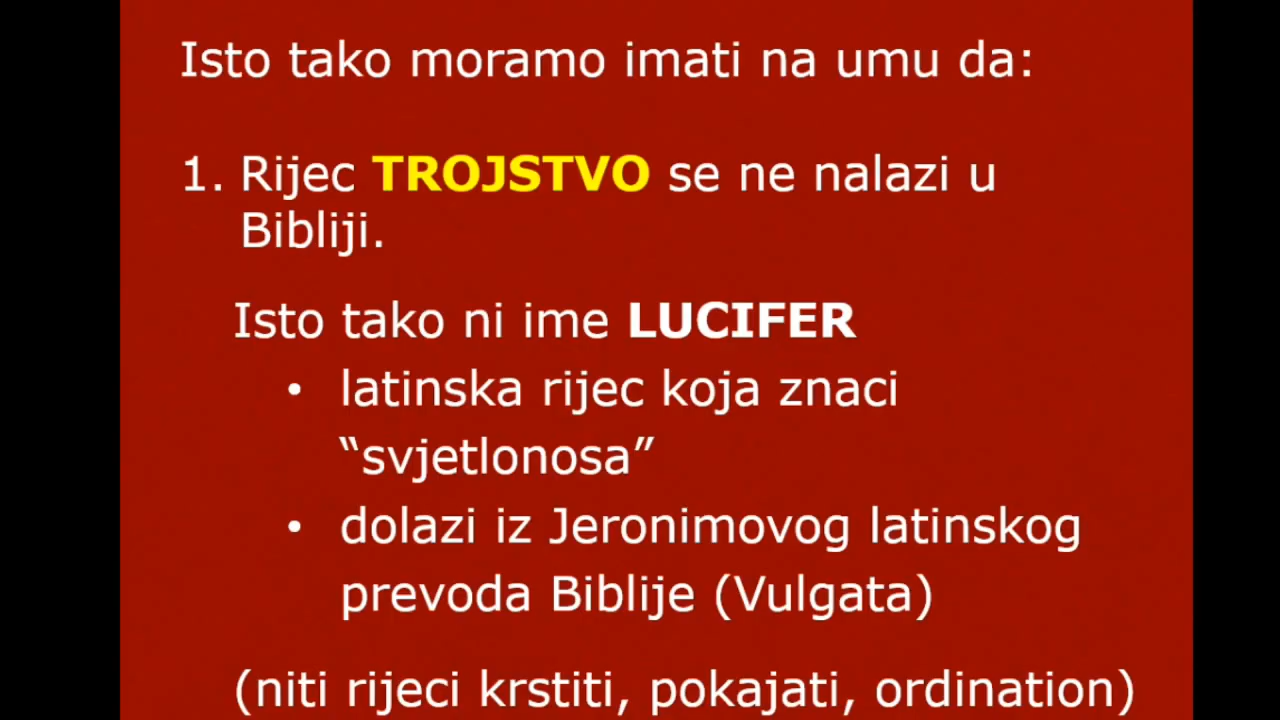 Isto tako moramo imati na umu da:
1. Rijec TROJSTVO se ne nalazi u
Bibliji.
Isto tako ni ime LUCIFER
• latinska rijec koja znaci
“svjetlonosa”
• dolazi iz Jeronimovog latinskog
prevoda Biblije (Vulgata)
(niti rijeci krstiti, pokajati, ordination)